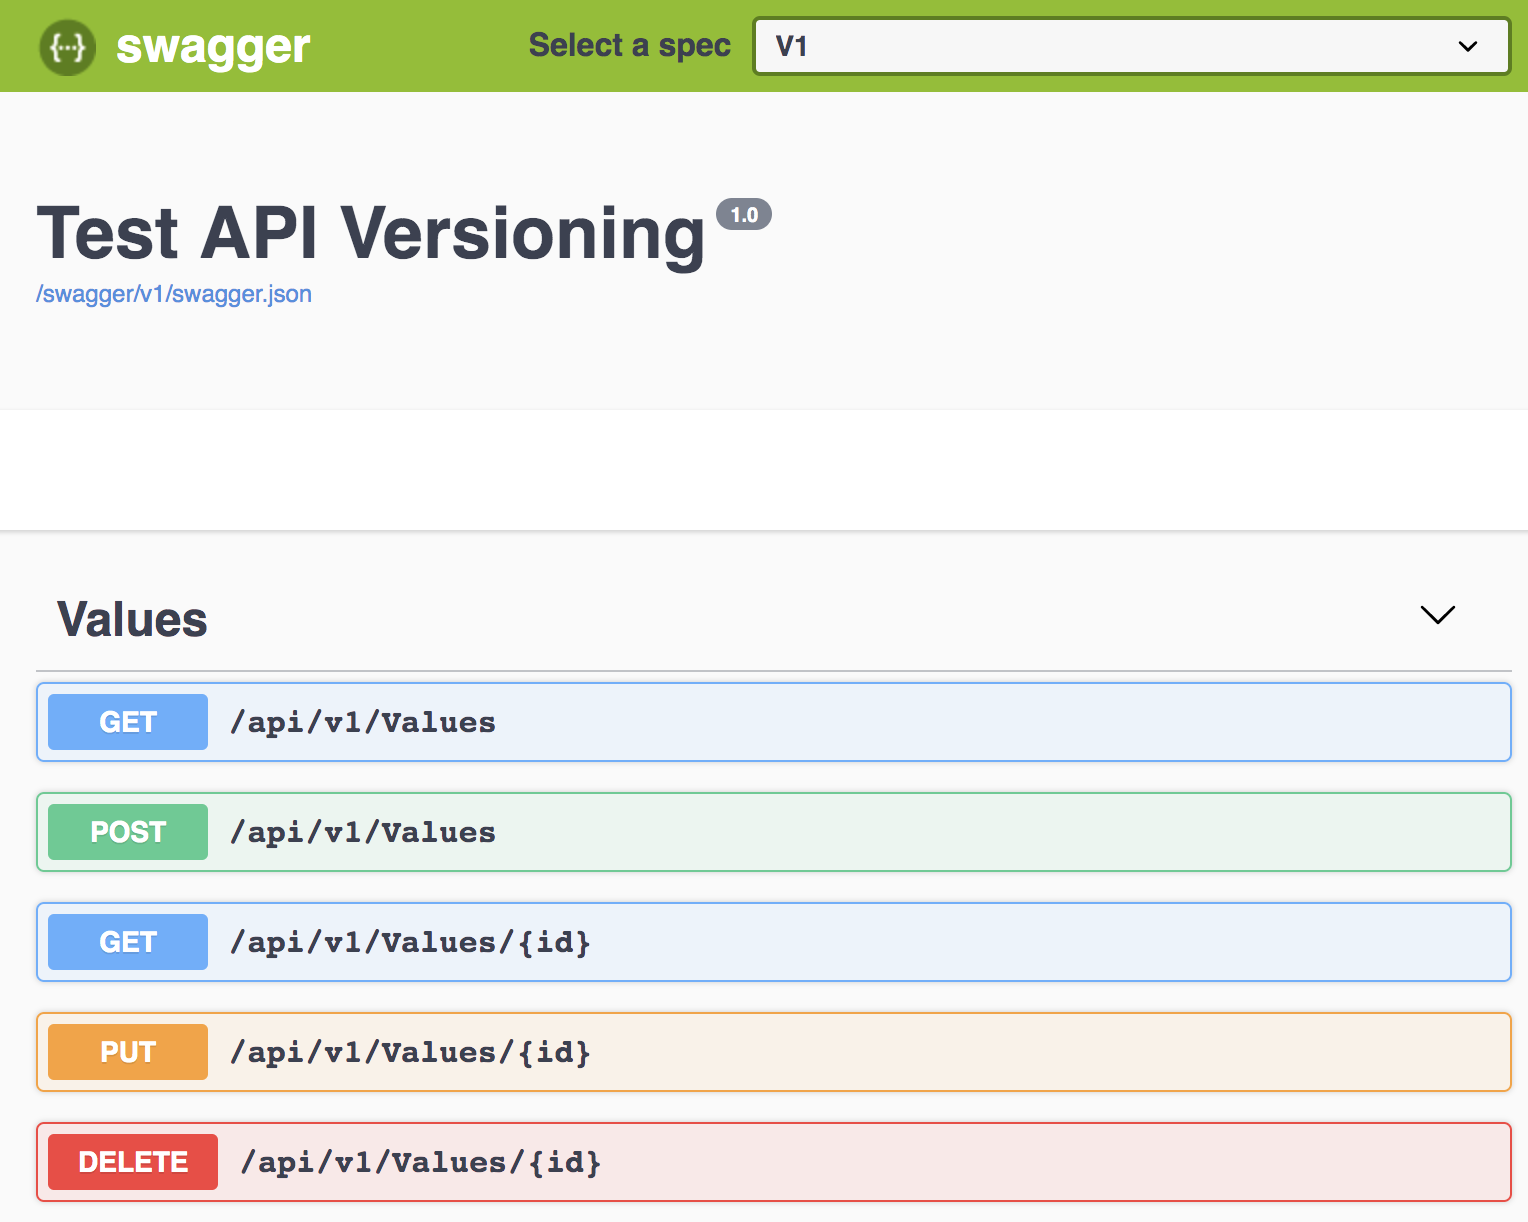 {···} swagger Select a spec V1
Test API Versioning 1.0
/swagger/v1/swagger.json
Values
GET /api/v1/Values
POST /api/v1/Values
GET /api/v1/Values/{id}
PUT /api/v1/Values/{id}
DELETE /api/v1/Values/{id}